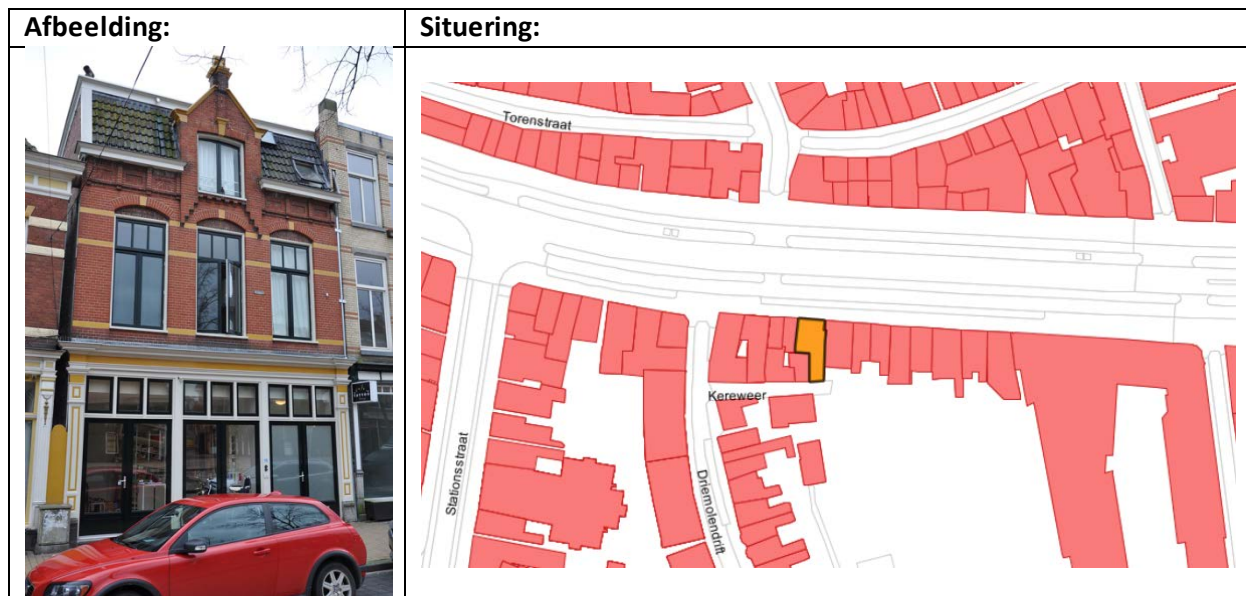 Afbeelding:
Situering:
Torenstraat
Kereweer
Stationsstraat
Driemolendrift